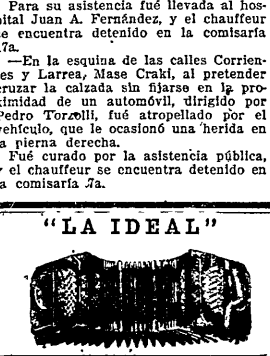 Para su asistencia fué llevada al hos-
pital Juan A. Fernández, y el chauffeur
se encuentra detenido en la comisaría
17a.
—En la esquina de las calles Corrien-
es y Larrea, Mase Craki, al pretender
cruzar la calzada sin fijarse en la pro-
ximidad de un automóvil, dirigido por
Pedro Torzolli, fué atropellado por el
vehículo, que le ocasionó una herida en
la pierna derecha.
Fué curado por la asistencia pública,
y el chauffeur se encuentra detenido en
la comisaría 7a.
"LA IDEAL"